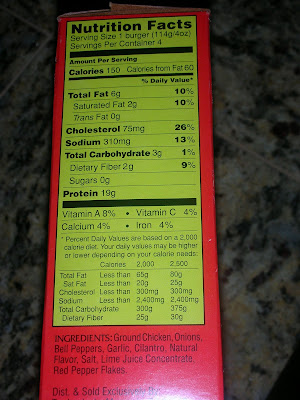 Nutrition Facts
Serving Size 1 burger (114g/4oz)
Servings Per Container 4
Amount Per Serving
Calories 150 Calories from Fat 60
% Daily Value*
Total Fat 6g 10%
Saturated Fat 2g 10%
Trans Fat 0g
Cholesterol 75mg 26%
Sodium 310mg 13%
Total Carbohydrate 3g 1%
Dietary Fiber 2g 9%
Sugars 0g
Protein 19g
Vitamin A 8% • Vitamin C 4%
Calcium 4% • Iron 4%
* Percent Daily Values are based on a 2,000
calorie diet. Your daily values may be higher
or lower depending on your calorie needs:
Calories 2,000 2,500
Total Fat Less than 65g 80g
Sat Fat Less than 20g 25g
Cholesterol Less than 300mg 300mg
Sodium Less than 2,400mg 2,400mg
Total Carbohydrate 300g 375g
Dietary Fiber 25g 30g
INGREDIENTS: Ground Chicken, Onions,
Bell Peppers, Garlic, Cilantro, Natural
Flavor, Salt, Lime Juice Concentrate,
Red Pepper Flakes.
Dist. & Sold